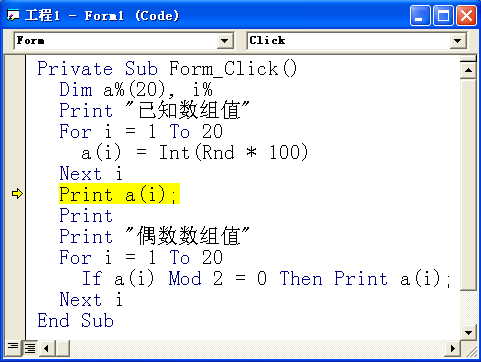 工程1 - Form1 (Code)
Form Click
Private Sub Form_Click()
Dim a%(20), i%
Print "已知数组值"
For i = 1 To 20
a(i) = Int(Rnd * 100)
Next i
Print a(i);
Print
Print "偶数数组值"
For i = 1 To 20
If a(i) Mod 2 = 0 Then Print a(i);
Next i
End Sub